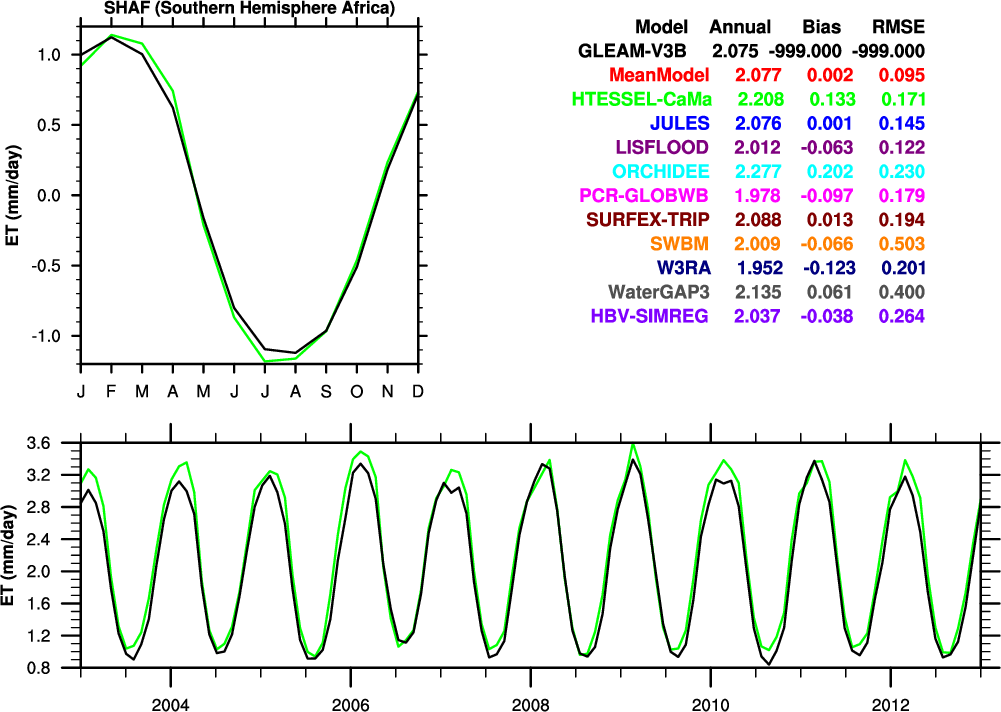 SHAF (Southern Hemisphere Africa)
ET (mm/day)
1.0
0.5
0.0
-0.5
-1.0
J F M A M J J A S O N D
Model Annual Bias RMSE
GLEAM-V3B 2.075 -999.000 -999.000
MeanModel 2.077 0.002 0.095
HTESSEL-CaMa 2.208 0.133 0.171
JULES 2.076 0.001 0.145
LISFLOOD 2.012 -0.063 0.122
ORCHIDEE 2.277 0.202 0.230
PCR-GLOBWB 1.978 -0.097 0.179
SURFEX-TRIP 2.088 0.013 0.194
SWBM 2.009 -0.066 0.503
W3RA 1.952 -0.123 0.201
WaterGAP3 2.135 0.061 0.400
HBV-SIMREG 2.037 -0.038 0.264
ET (mm/day)
3.6
3.2
2.8
2.4
2.0
1.6
1.2
0.8
2004 2006 2008 2010 2012